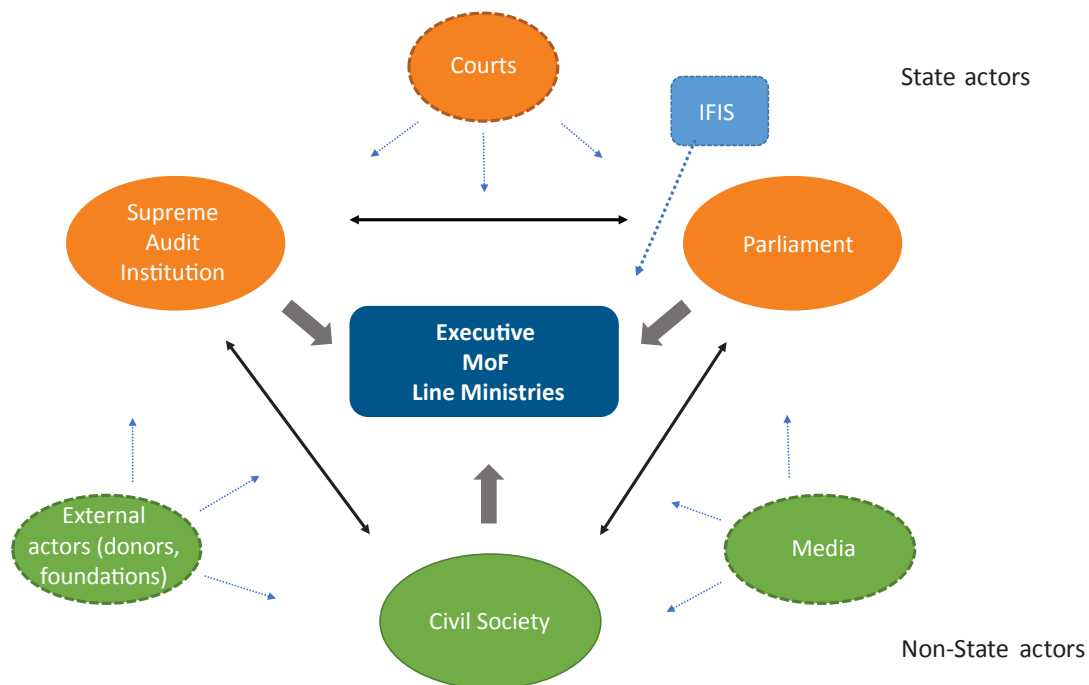 Courts
State actors
IFIS
Supreme
Audit
Institution
Parliament
Executive
MoF
Line Ministries
External
actors (donors,
foundations)
Media
Civil Society
Non-State actors